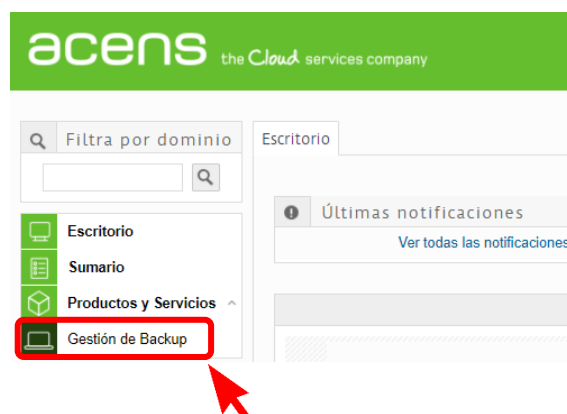 acens the Cloud services company
Filtra por dominio
Escritorio
Últimas notificaciones
Ver todas las notificaciones
Escritorio
Sumario
Productos y Servicios
Gestión de Backup